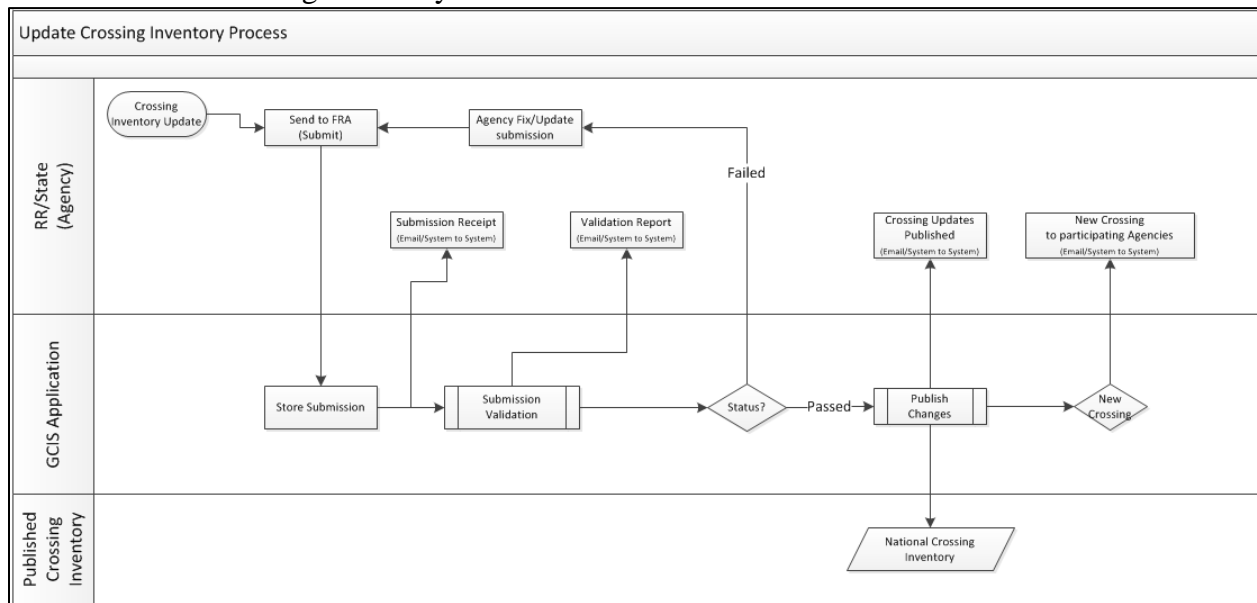 Update Crossing Inventory Process
RR/State
(Agency)
Crossing
Inventory Update
Send to FRA
(Submit)
Agency Fix/Update
submission
Failed
Submission Receipt
(Email/System to System)
Validation Report
(Email/System to System)
Crossing Updates
Published
(Email/System to System)
New Crossing
to participating Agencies
(Email/System to System)
GCIS Application
Store Submission
Submission
Validation
Status?
Passed
Publish
Changes
New
Crossing
Published
Crossing
Inventory
National Crossing
Inventory